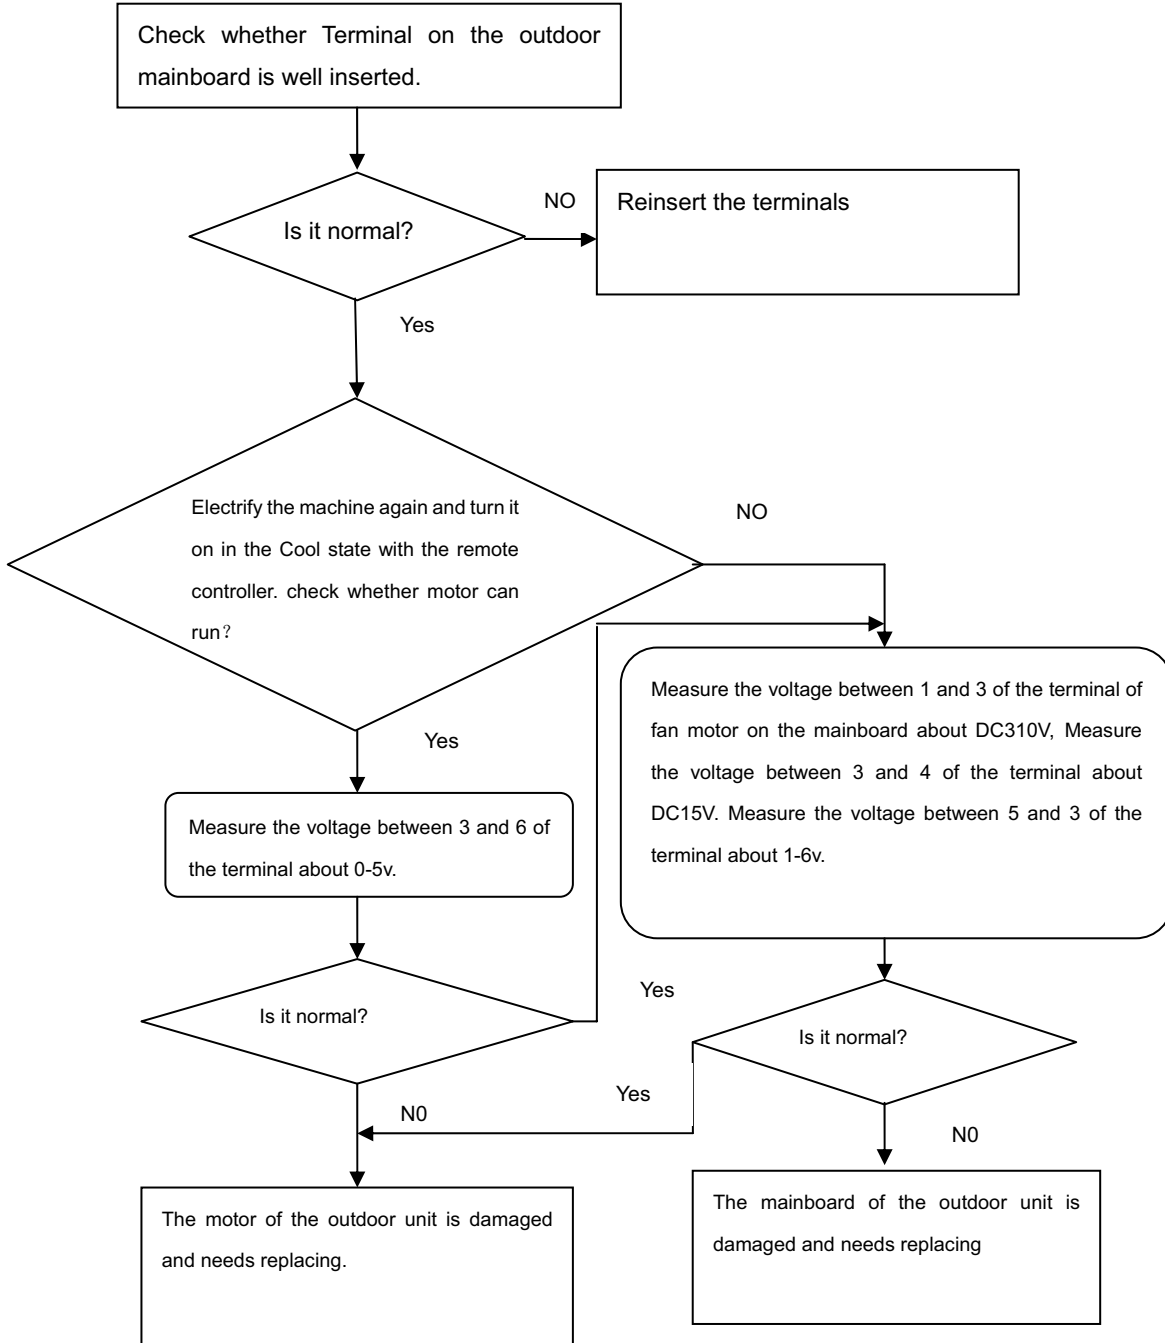 Check whether Terminal on the outdoor
mainboard is well inserted.
Is it normal?
NO
Reinsert the terminals
Yes
Electrify the machine again and turn it
on in the Cool state with the remote
controller. check whether motor can
run？
NO
Yes
Measure the voltage between 1 and 3 of the terminal of
fan motor on the mainboard about DC310V, Measure
the voltage between 3 and 4 of the terminal about
DC15V. Measure the voltage between 5 and 3 of the
terminal about 1-6v.
Measure the voltage between 3 and 6 of
the terminal about 0-5v.
Is it normal?
Yes
Is it normal?
Yes
N0
N0
The motor of the outdoor unit is damaged
and needs replacing.
The mainboard of the outdoor unit is
damaged and needs replacing